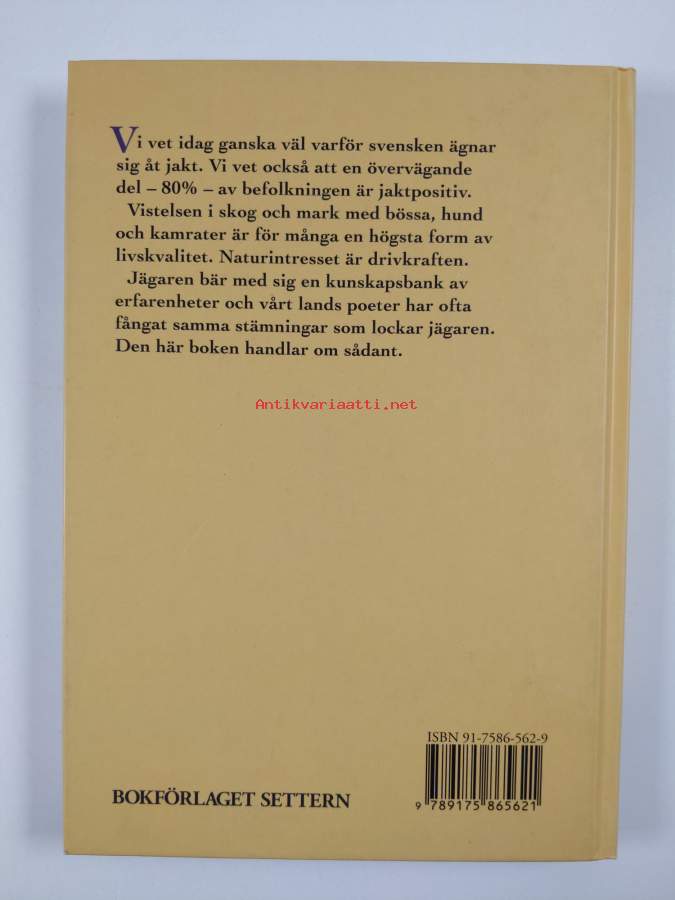 Vi vet idag ganska väl varför svensken ägnar
sig åt jakt. Vi vet också att en övervägande
del – 80% – av befolkningen är jaktpositiv.
Vistelsen i skog och mark med bössa, hund
och kamrater är för många en högsta form av
livskvalitet. Naturintresset är drivkraften.
Jägaren bär med sig en kunskapsbank av
erfarenheter och vårt lands poeter har ofta
fångat samma stämningar som lockar jägaren.
Den här boken handlar om sådant.
Antikvariaatti.net
ISBN 91-7586-562-9
BOKFÖRLAGET SETTERN
9 789175 865621